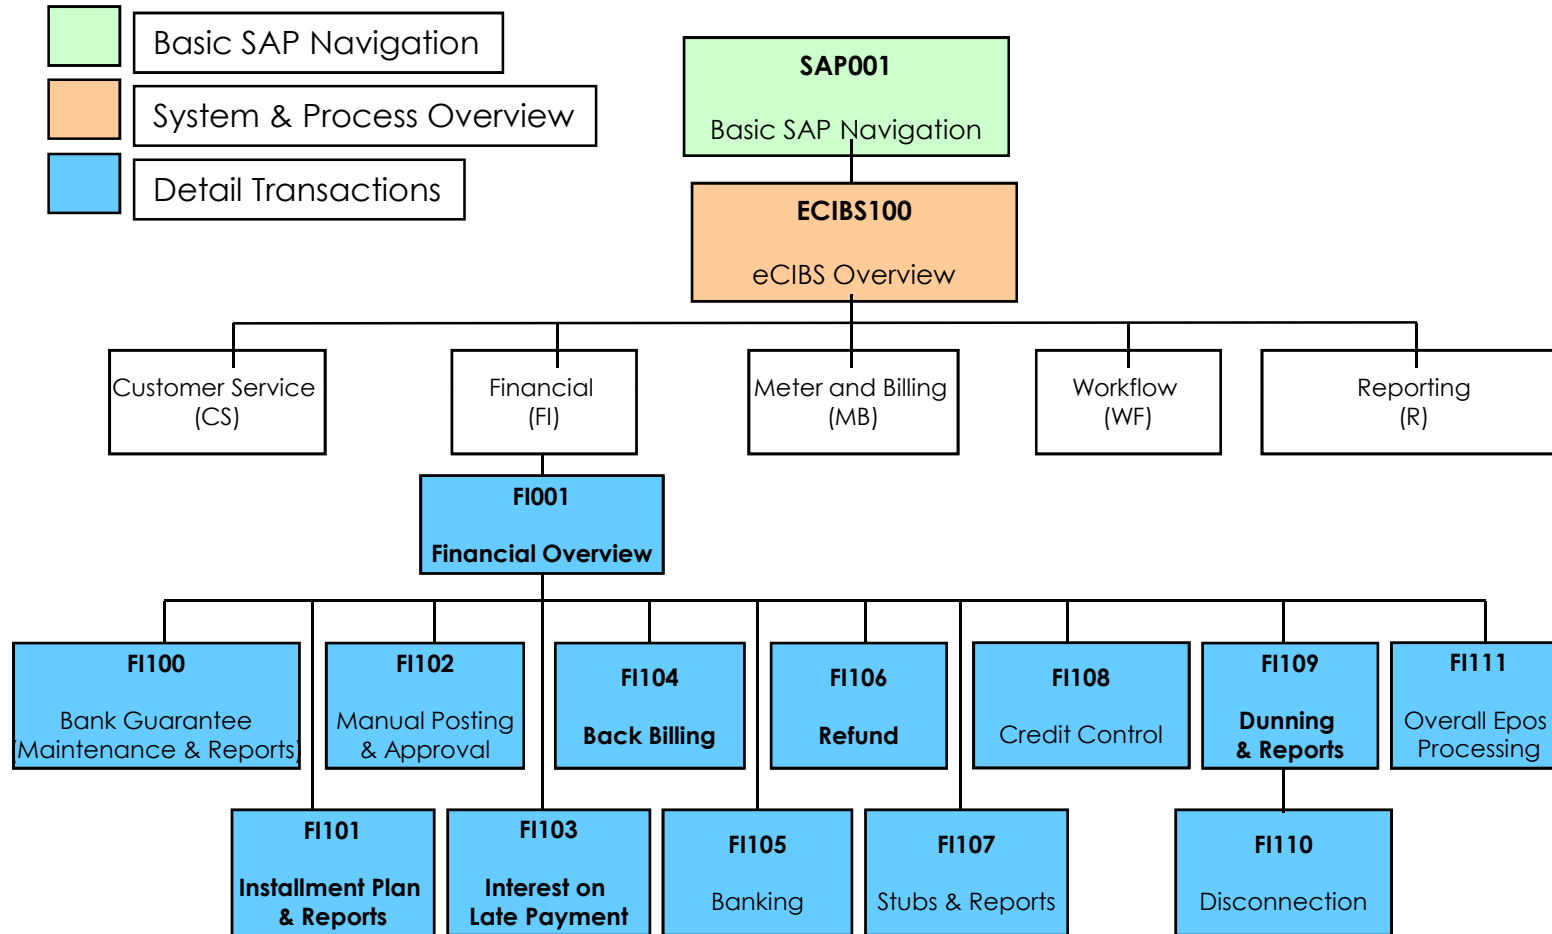 Basic SAP Navigation
System & Process Overview
Detail Transactions
SAP001
Basic SAP Navigation
ECIBS100
eCIBS Overview
Customer Service
(CS)
Financial
(FI)
Meter and Billing
(MB)
Workflow
(WF)
Reporting
(R)
FI001
Financial Overview
FI100
Bank Guarantee
(Maintenance & Reports)
FI102
Manual Posting
& Approval
FI104
Back Billing
FI106
Refund
FI108
Credit Control
FI109
Dunning
& Reports
FI111
Overall Epos
Processing
FI101
Installment Plan
& Reports
FI103
Interest on
Late Payment
FI105
Banking
FI107
Stubs & Reports
FI110
Disconnection